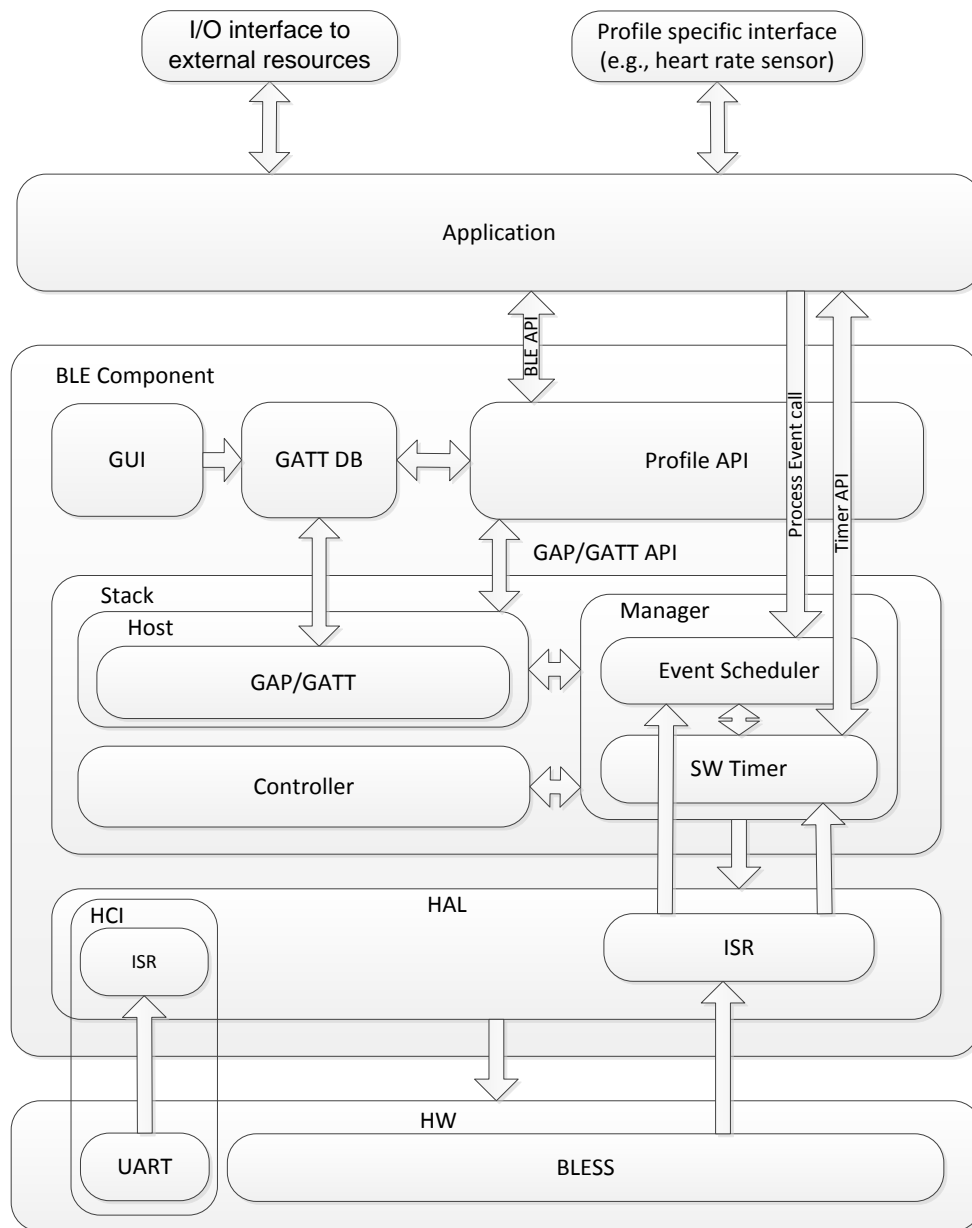 I/O interface to
external resources
Profile specific interface
(e.g., heart rate sensor)
Application
BLE API
Process Event call
Timer API
BLE Component
GUI
GATT DB
Profile API
GAP/GATT API
Stack
Host
GAP/GATT
Manager
Event Scheduler
Controller
SW Timer
HAL
HCI
ISR
ISR
HW
UART
BLESS